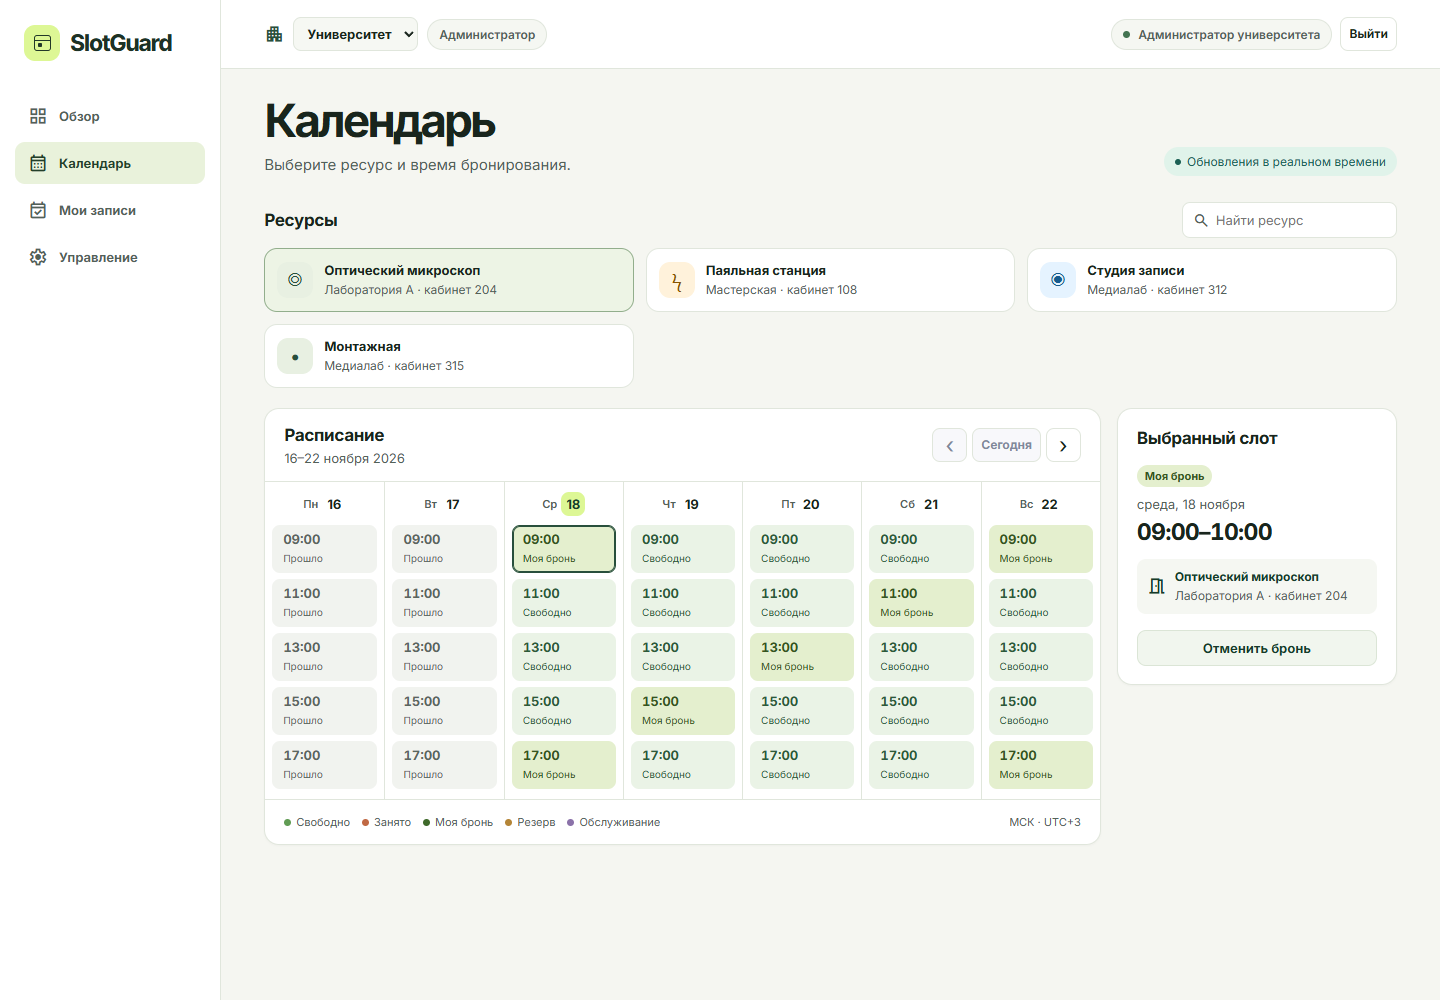 SlotGuard
Университет
Администратор
Администратор университета
Выйти
Обзор
Календарь
Мои записи
Управление
Календарь
Выберите ресурс и время бронирования.
Обновления в реальном времени
Ресурсы
Найти ресурс
Оптический микроскоп
Лаборатория А · кабинет 204
Паяльная станция
Мастерская · кабинет 108
Студия записи
Медиалаб · кабинет 312
Монтажная
Медиалаб · кабинет 315
Расписание
16–22 ноября 2026
Сегодня
Пн 16
Вт 17
Ср 18
Чт 19
Пт 20
Сб 21
Вс 22
09:00 09:00 09:00 09:00 09:00 09:00 09:00
Прошло Прошло Моя бронь Свободно Свободно Свободно Моя бронь
11:00 11:00 11:00 11:00 11:00 11:00 11:00
Прошло Прошло Свободно Свободно Свободно Моя бронь Свободно
13:00 13:00 13:00 13:00 13:00 13:00 13:00
Прошло Прошло Свободно Свободно Моя бронь Свободно Свободно
15:00 15:00 15:00 15:00 15:00 15:00 15:00
Прошло Прошло Свободно Моя бронь Свободно Свободно Свободно
17:00 17:00 17:00 17:00 17:00 17:00 17:00
Прошло Прошло Моя бронь Свободно Свободно Свободно Моя бронь
Свободно Занято Моя бронь Резерв Обслуживание
МСК · UTC+3
Выбранный слот
Моя бронь
среда, 18 ноября
09:00–10:00
Оптический микроскоп
Лаборатория А · кабинет 204
Отменить бронь